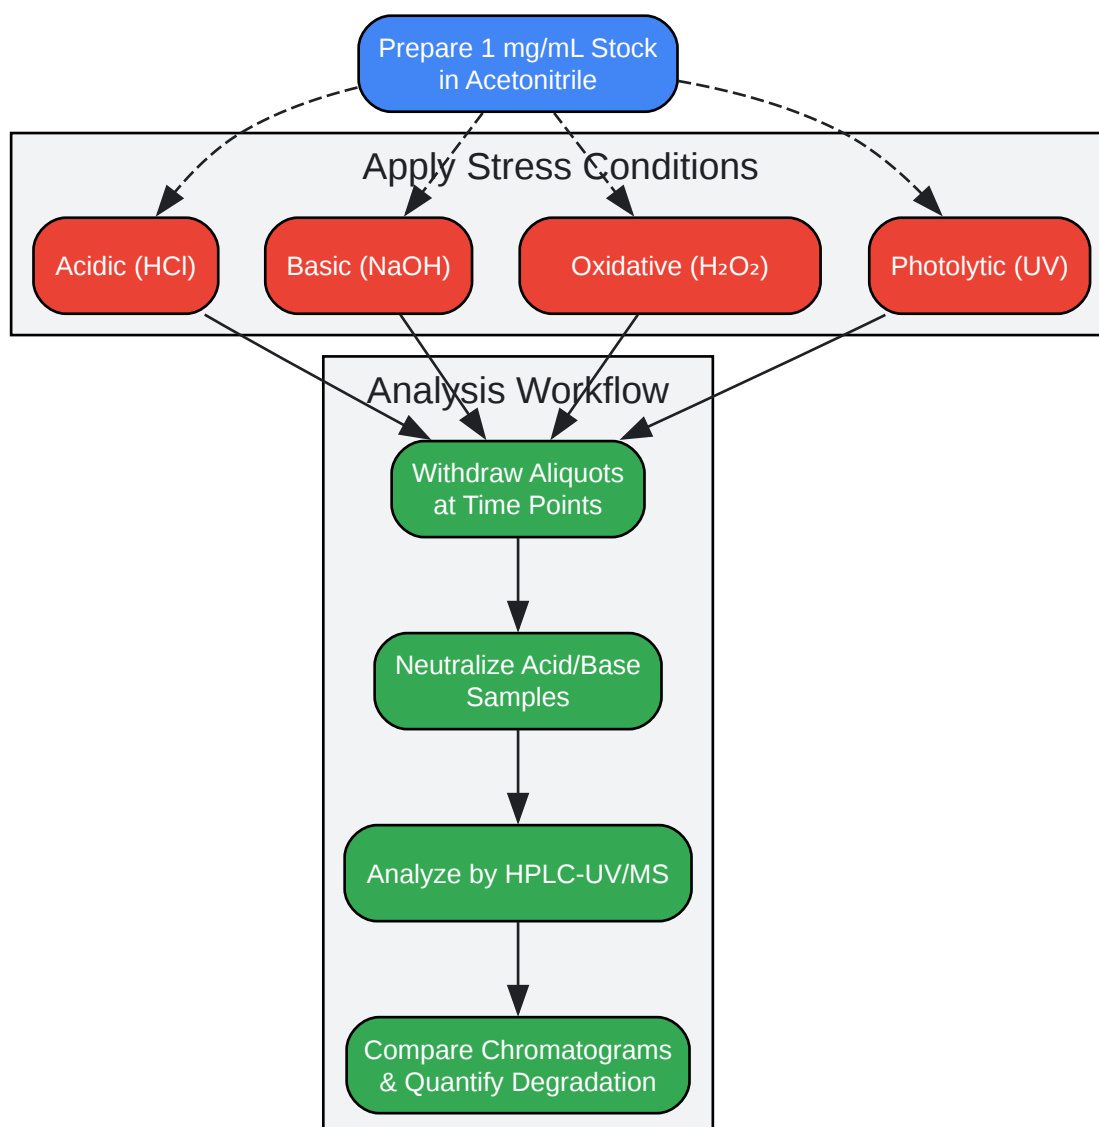 Prepare 1 mg/mL Stock
in Acetonitrile
Apply Stress Conditions
Acidic (HCl)
Basic (NaOH)
Oxidative (H₂O₂)
Photolytic (UV)
Analysis Workflow
Withdraw Aliquots
at Time Points
Neutralize Acid/Base
Samples
Analyze by HPLC-UV/MS
Compare Chromatograms
& Quantify Degradation